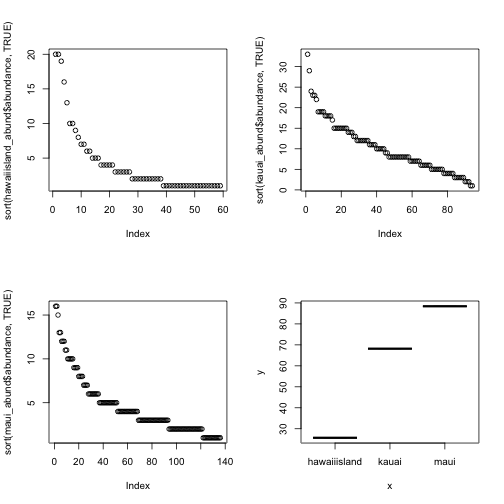 sort(hawaiiisland_abund$abundance, TRUE)
20
15
10
5
0 10 20 30 40 50 60
Index
sort(kauai_abund$abundance, TRUE)
30
25
20
15
10
5
0
0 20 40 60 80
Index
sort(maui_abund$abundance, TRUE)
15
10
5
0 20 40 60 80 100 140
Index
y
90
80
70
60
50
40
30
hawaiiisland kauai maui
x